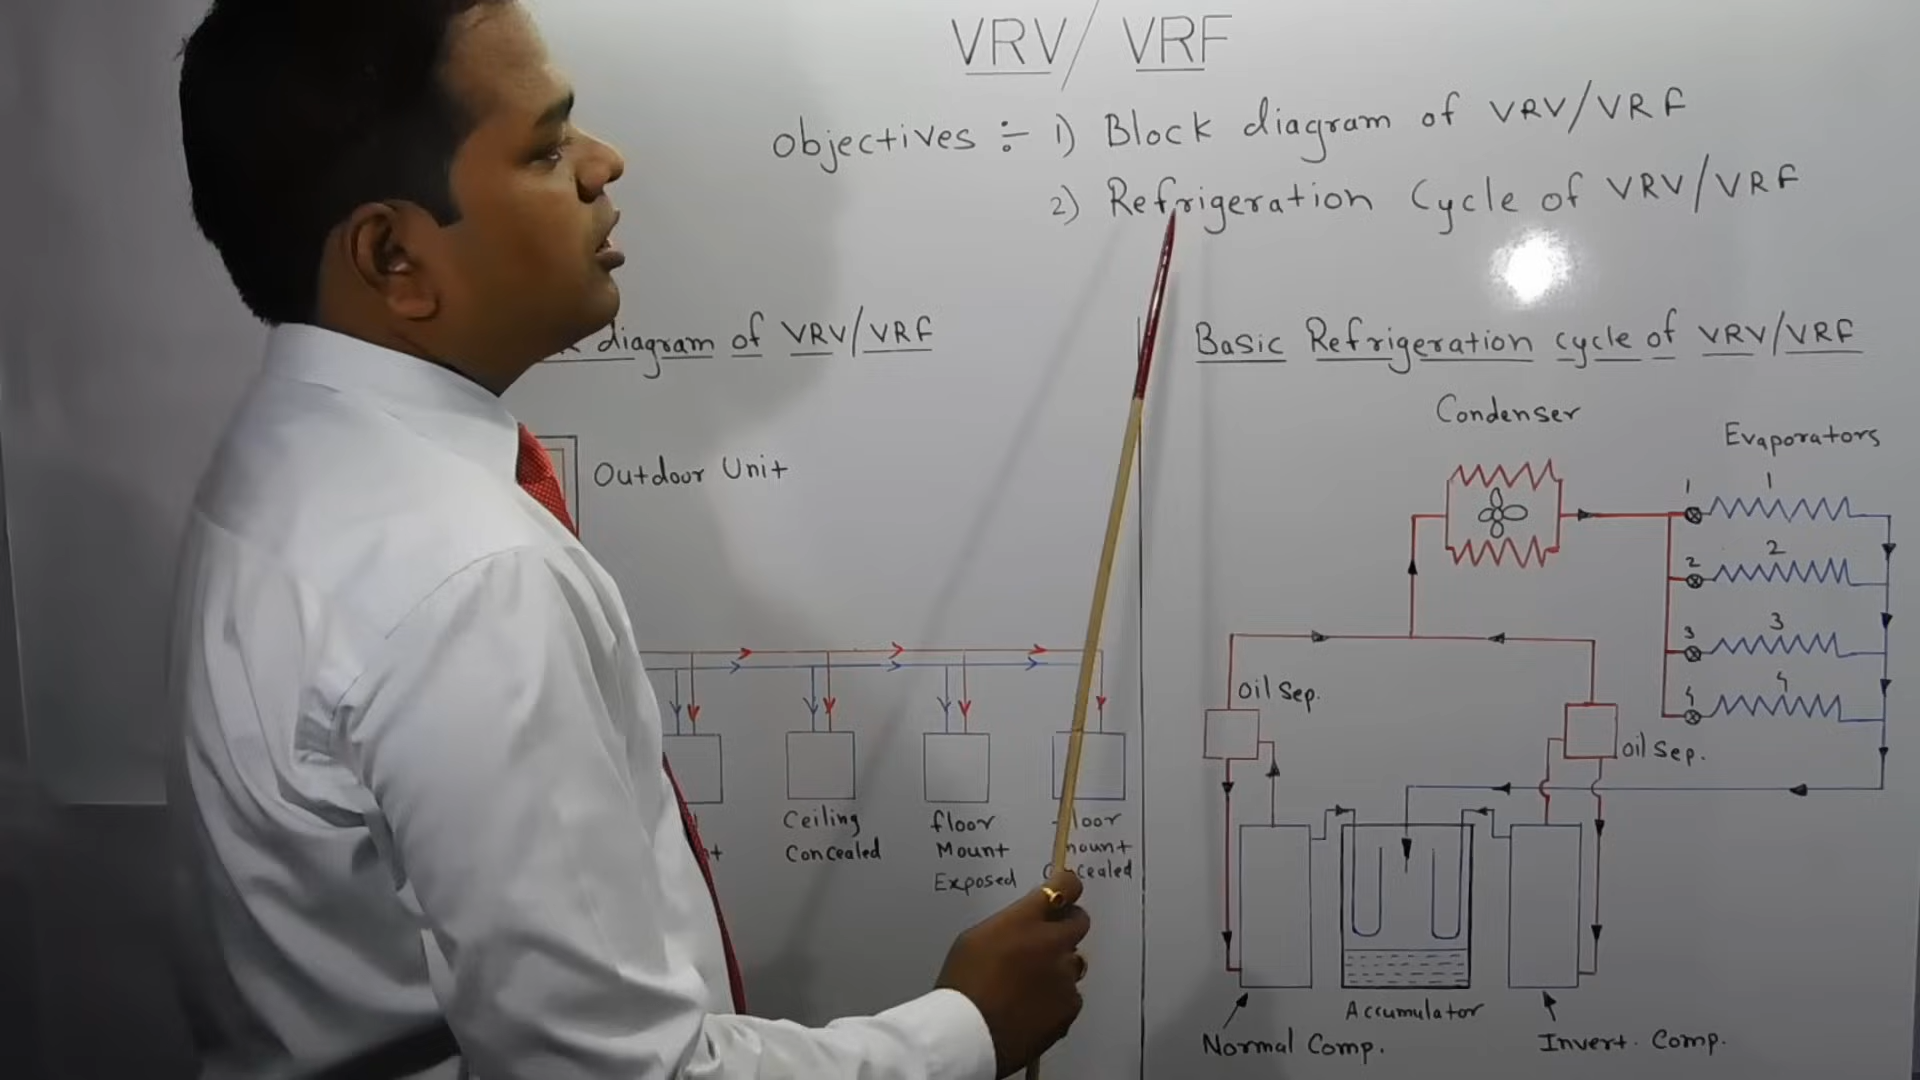 VRV/ VRF
Objectives ÷ 1) Block diagram of VRV/VRF
2) Refrigeration Cycle of VRV/VRF
diagram of VRV/VRF
Outdoor Unit
Ceiling
Concealed
floor
Mount
Exposed
mount
Basic Refrigeration cycle of VRV/VRF
Condenser
Evaporators
1 1
2 2
3 3
4 4
Oil Sep.
Oil Sep.
Accumulator
Normal Comp.
Invert. Comp.